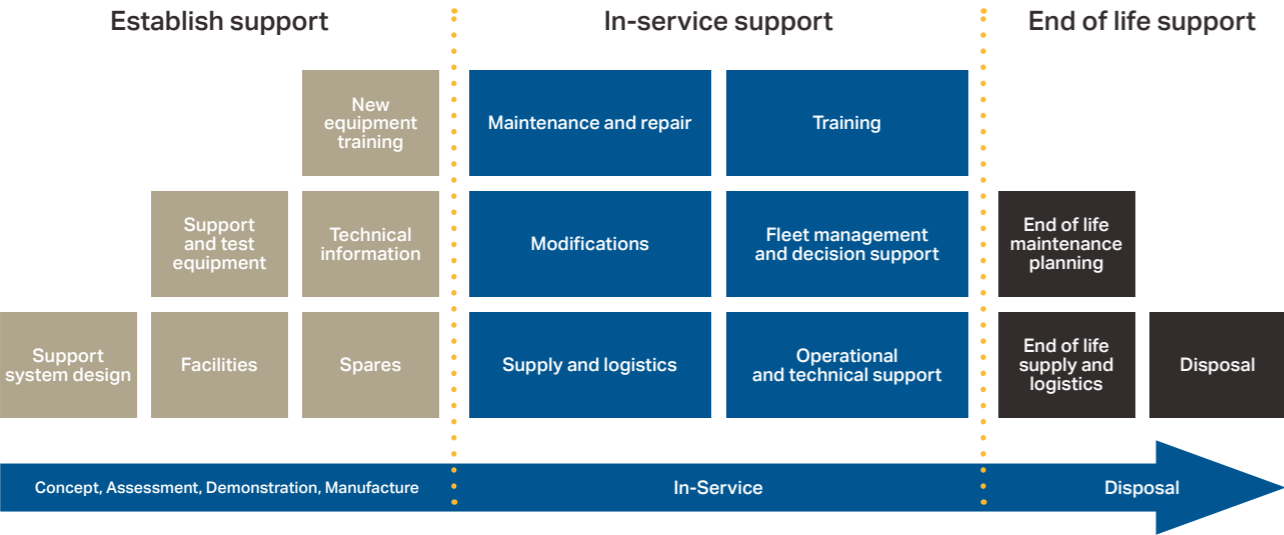 Establish support
In-service support
End of life support
New
equipment
training
Maintenance and repair
Training
Support
and test
equipment
Technical
information
Modifications
Fleet management
and decision support
End of life
maintenance
planning
Support
system design
Facilities
Spares
Supply and logistics
Operational
and technical support
End of life
supply and
logistics
Disposal
Concept, Assessment, Demonstration, Manufacture
In-Service
Disposal